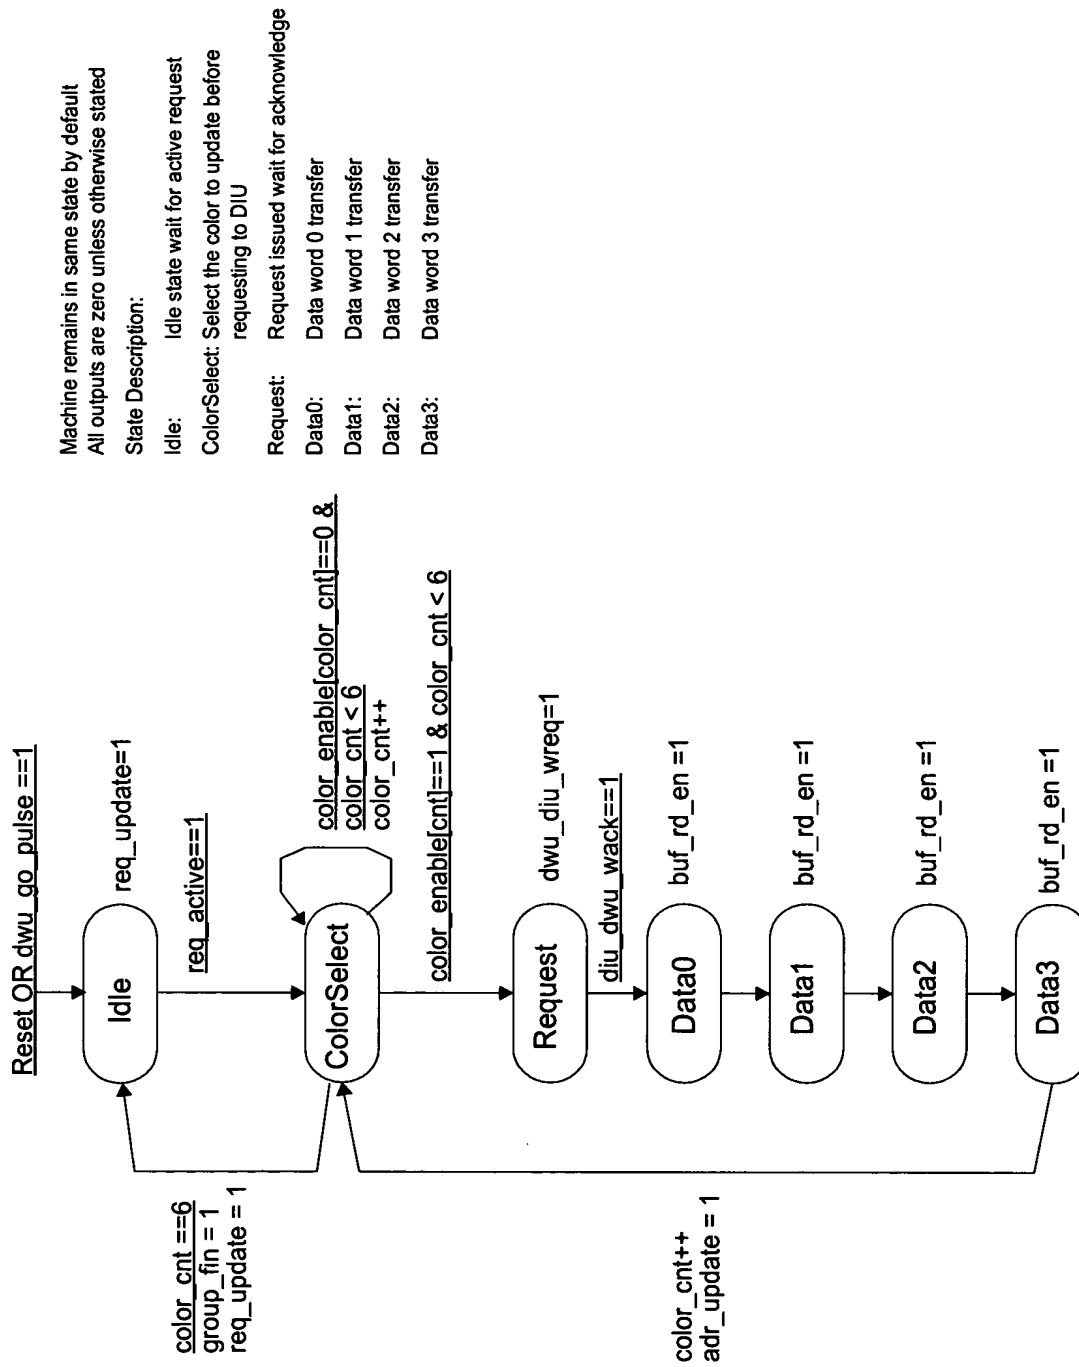 Reset OR dwu_go_pulse ==1
Idle
req_update=1
req_active==1
color_cnt ==6
group_fin = 1
req_update = 1
ColorSelect
color_enable[color_cnt]==0 &
color_cnt < 6
color_cnt++
color_enable[cnt]==1 & color_cnt < 6
Request
dwu_diu_wreq=1
diu_dwu_wack==1
Data0
buf_rd_en =1
Data1
buf_rd_en =1
Data2
buf_rd_en =1
Data3
buf_rd_en =1
color_cnt++
adr_update = 1
Machine remains in same state by default
All outputs are zero unless otherwise stated
State Description:
Idle: Idle state wait for active request
ColorSelect: Select the color to update before
requesting to DIU
Request: Request issued wait for acknowledge
Data0: Data word 0 transfer
Data1: Data word 1 transfer
Data2: Data word 2 transfer
Data3: Data word 3 transfer